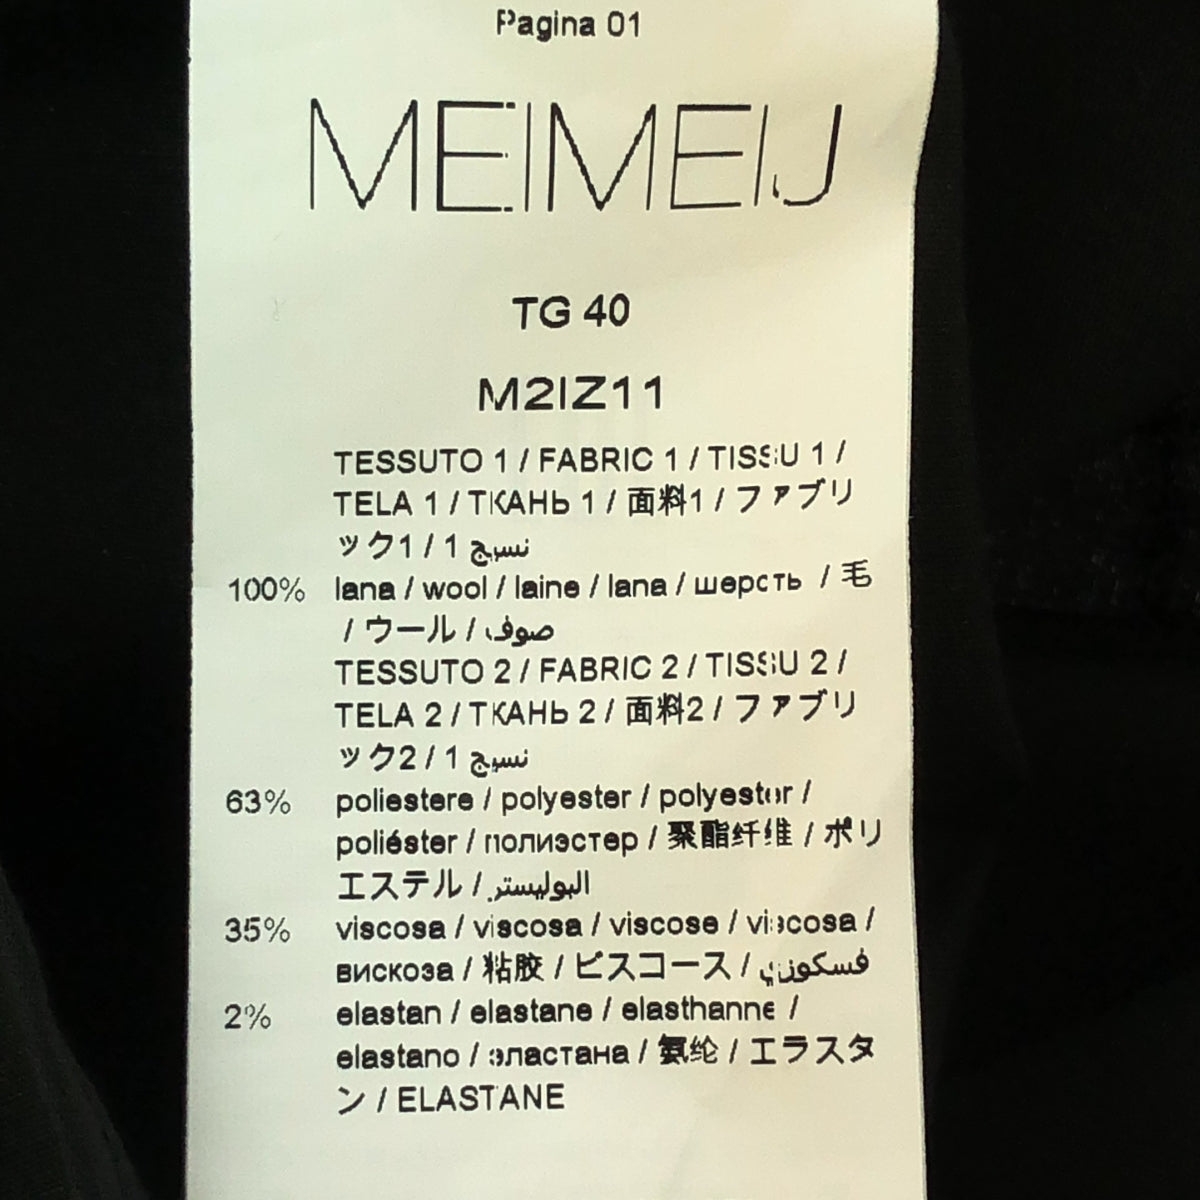 Pagina 01
MEIMEIJ
TG 40
M2IZ11
TESSUTO 1 / FABRIC 1 / TISSU 1 /
TELA 1 / ТКАНЬ 1 / 面料1 / ファブリ
ック1 / 1 نسيج
100% lana / wool / laine / lana / шерсть / 毛
/ ウール / صوف
TESSUTO 2 / FABRIC 2 / TISSU 2 /
TELA 2 / ТКАНЬ 2 / 面料2 / ファブリ
ック2 / 1 نسيج
63% poliestere / polyester / polyester /
poliéster / полиэстер / 聚酯纤维 / ポリ
エステル / البوليستر
35% viscosa / viscosa / viscose / viscosa /
вискоза / 粘胶 / ビスコース / فسكوزي
2% elastan / elastane / elasthanne /
elastano / эластана / 氨纶 / エラスタ
ン / ELASTANE